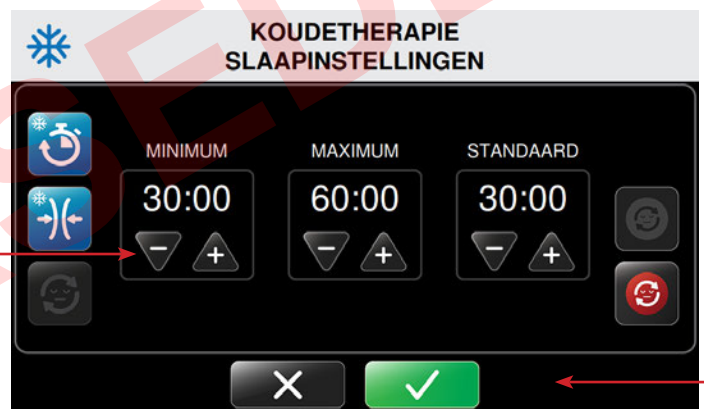 KOUDETHERAPIE
SLAAPINSTELLINGEN
MINIMUM MAXIMUM STANDAARD
30:00 60:00 30:00